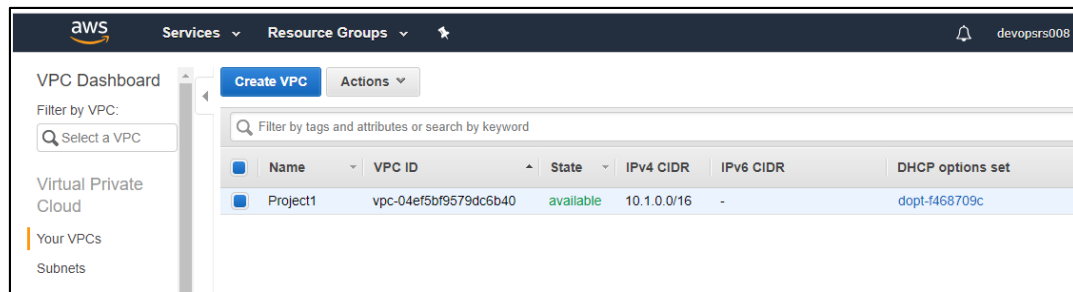 aws Services Resource Groups devopsrs008
VPC Dashboard
Filter by VPC:
Select a VPC
Virtual Private
Cloud
Your VPCs
Subnets
Create VPC Actions
Filter by tags and attributes or search by keyword
Name VPC ID State IPv4 CIDR IPv6 CIDR DHCP options set
Project1 vpc-04ef5bf9579dc6b40 available 10.1.0.0/16 - dopt-f468709c